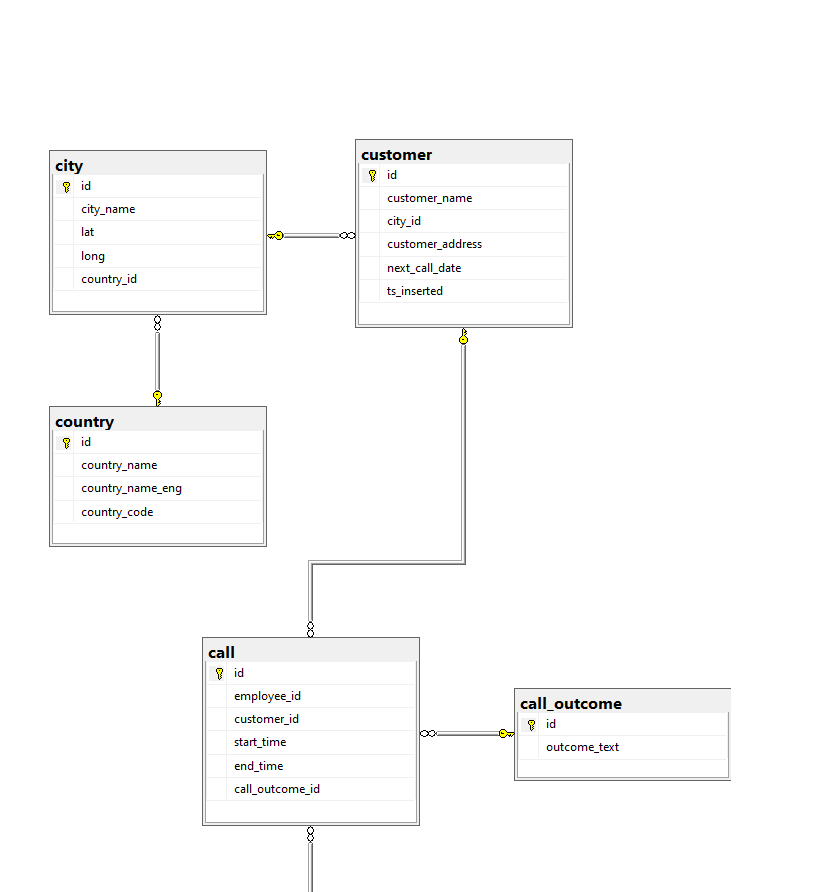 city
id
city_name
lat
long
country_id
customer
id
customer_name
city_id
customer_address
next_call_date
ts_inserted
country
id
country_name
country_name_eng
country_code
call
id
employee_id
customer_id
start_time
end_time
call_outcome_id
call_outcome
id
outcome_text